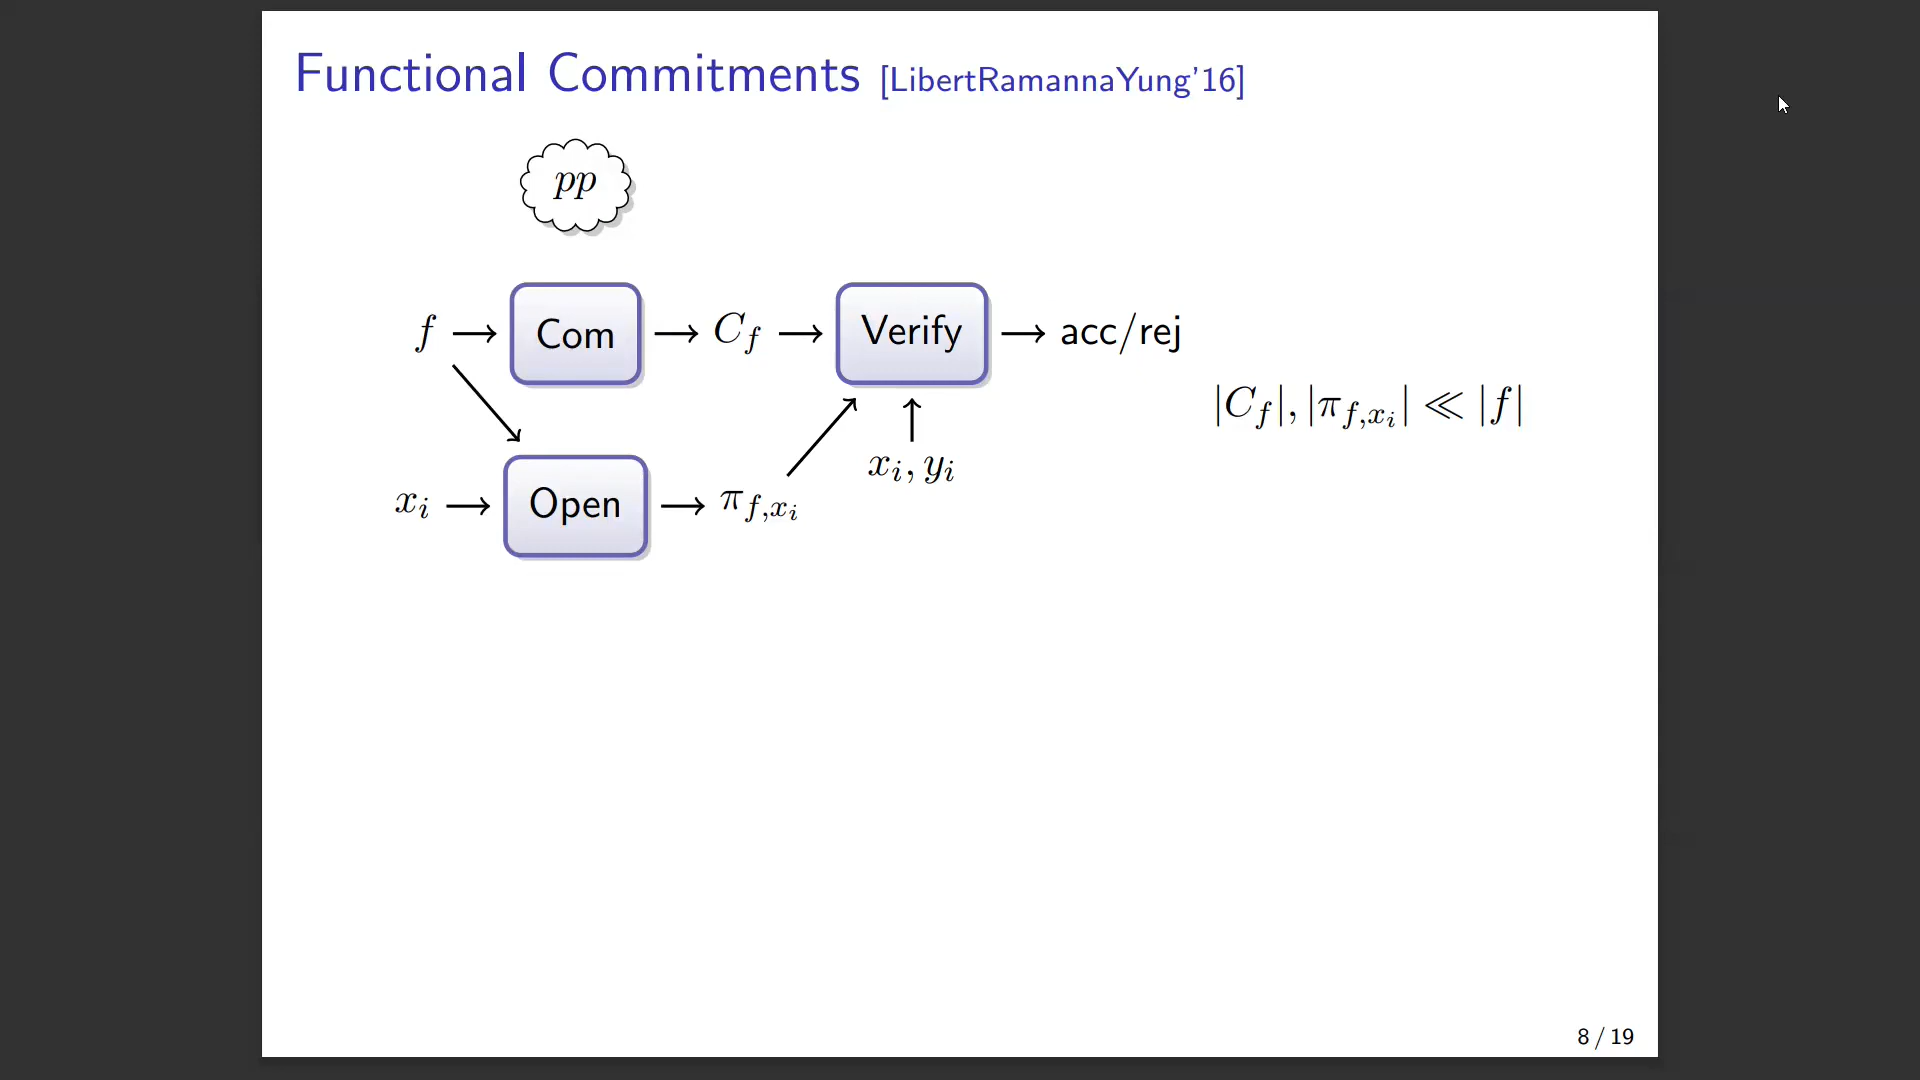 Functional Commitments [LibertRamannaYung'16]
pp
f → Com → C_f → Verify → acc/rej
|C_f|, |π_{f,x_i}| ≪ |f|
x_i, y_i
x_i → Open → π_{f,x_i}
8 / 19